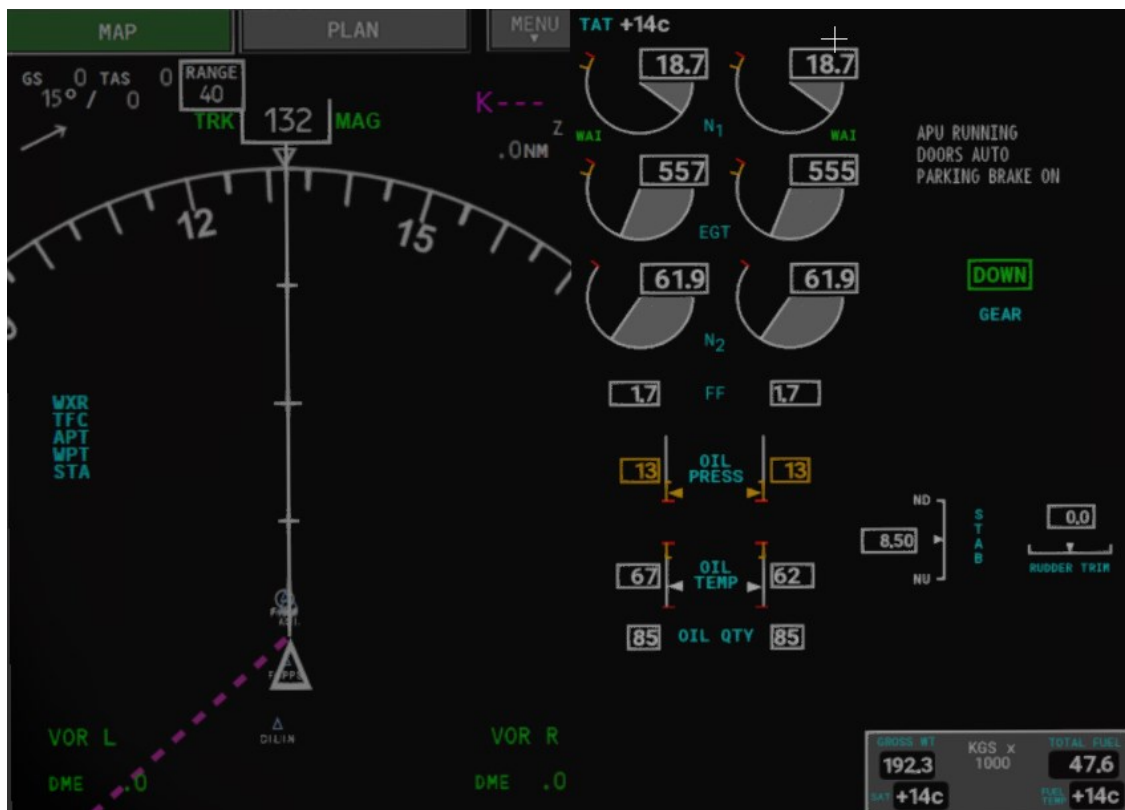 MAP
PLAN
MENU
GS 0 TAS 0
15° / 0
RANGE
40
TRK 132 MAG
K---
Z
.0NM
12
15
WXR
TFC
APT
WPT
STA
DILIN
VOR L
DME .0
VOR R
DME .0
TAT +14c
18.7 18.7
WAI N1 WAI
557 555
EGT
61.9 61.9
N2
1.7 FF 1.7
13 OIL PRESS 13
67 OIL TEMP 62
85 OIL QTY 85
APU RUNNING
DOORS AUTO
PARKING BRAKE ON
DOWN
GEAR
ND
8.50
NU
STAB
0.0
RUDDER TRIM
GROSS WT KGS x TOTAL FUEL
192.3 1000 47.6
SAT +14c FUEL TEMP +14c